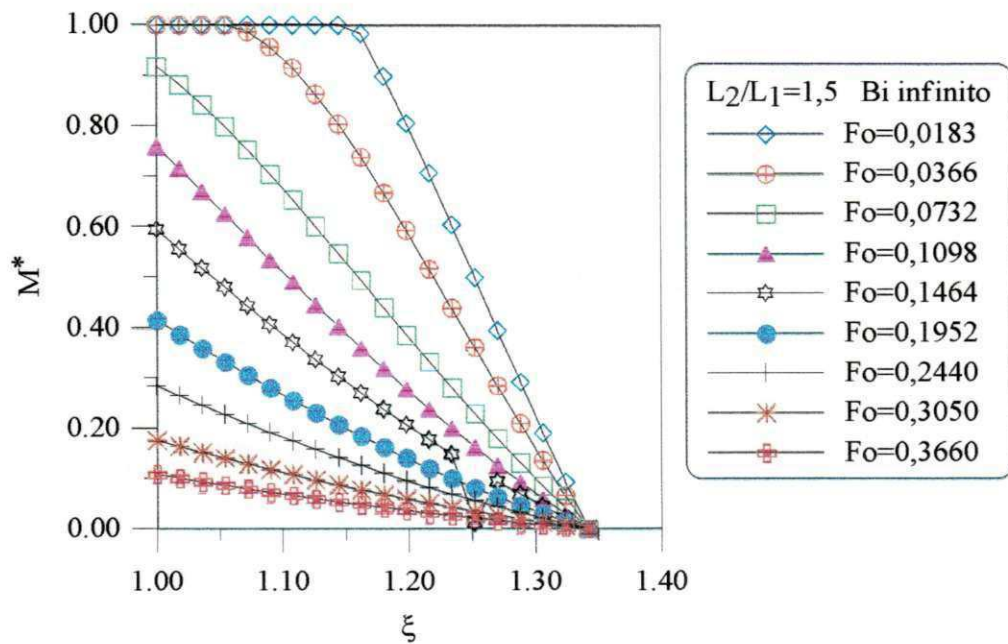 1.00
0.80
0.60
0.40
0.20
0.00
M*
1.00 1.10 1.20 1.30 1.40
ξ
L2/L1=1,5 Bi infinito
Fo=0,0183
Fo=0,0366
Fo=0,0732
Fo=0,1098
Fo=0,1464
Fo=0,1952
Fo=0,2440
Fo=0,3050
Fo=0,3660